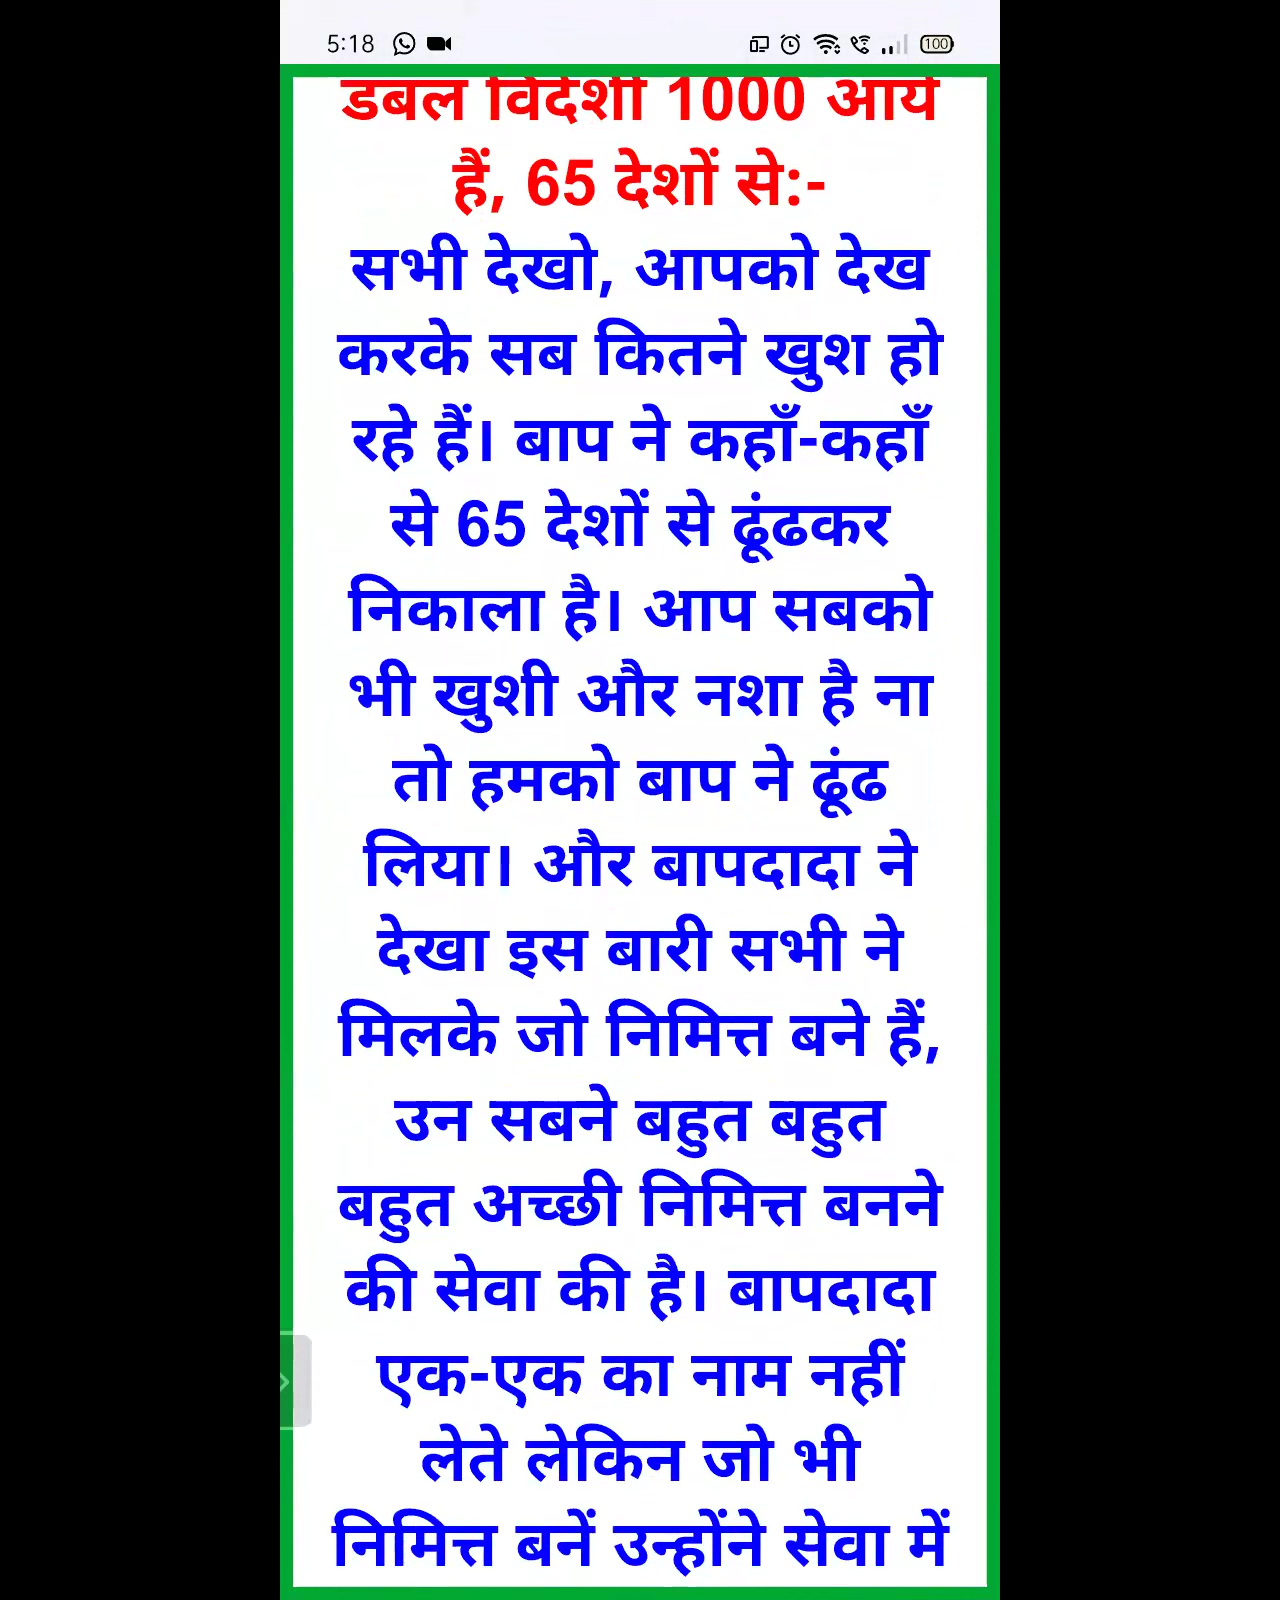 5:18
100
डबल विदेशी 1000 आये
हैं, 65 देशों से:-
सभी देखो, आपको देख
करके सब कितने खुश हो
रहे हैं। बाप ने कहाँ-कहाँ
से 65 देशों से ढूंढकर
निकाला है। आप सबको
भी खुशी और नशा है ना
तो हमको बाप ने ढूंढ
लिया। और बापदादा ने
देखा इस बारी सभी ने
मिलके जो निमित्त बने हैं,
उन सबने बहुत बहुत
बहुत अच्छी निमित्त बनने
की सेवा की है। बापदादा
एक-एक का नाम नहीं
लेते लेकिन जो भी
निमित्त बनें उन्होंने सेवा में